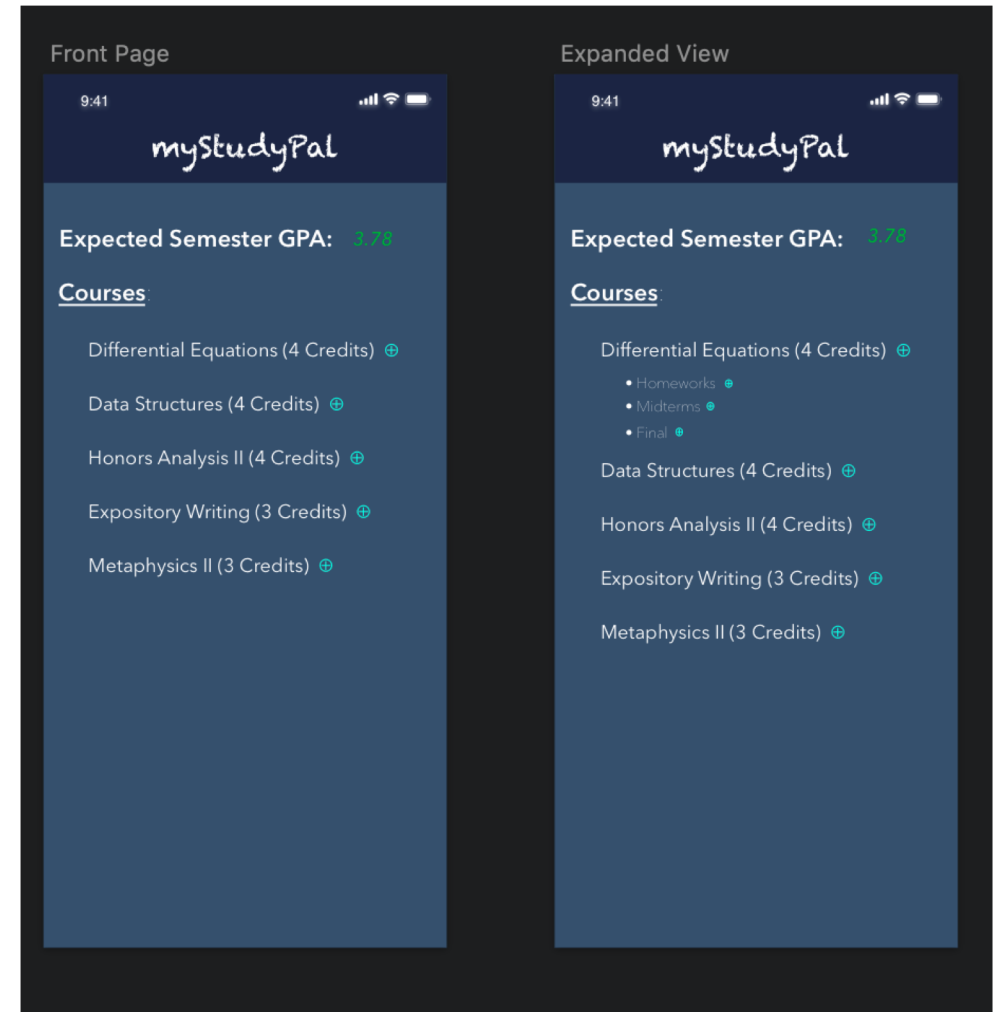 Front Page
9:41
myStudyPal
Expected Semester GPA: 3.78
Courses:
Differential Equations (4 Credits) ⊕
Data Structures (4 Credits) ⊕
Honors Analysis II (4 Credits) ⊕
Expository Writing (3 Credits) ⊕
Metaphysics II (3 Credits) ⊕
Expanded View
9:41
myStudyPal
Expected Semester GPA: 3.78
Courses:
Differential Equations (4 Credits) ⊕
• Homeworks ⊕
• Midterms ⊕
• Final ⊕
Data Structures (4 Credits) ⊕
Honors Analysis II (4 Credits) ⊕
Expository Writing (3 Credits) ⊕
Metaphysics II (3 Credits) ⊕